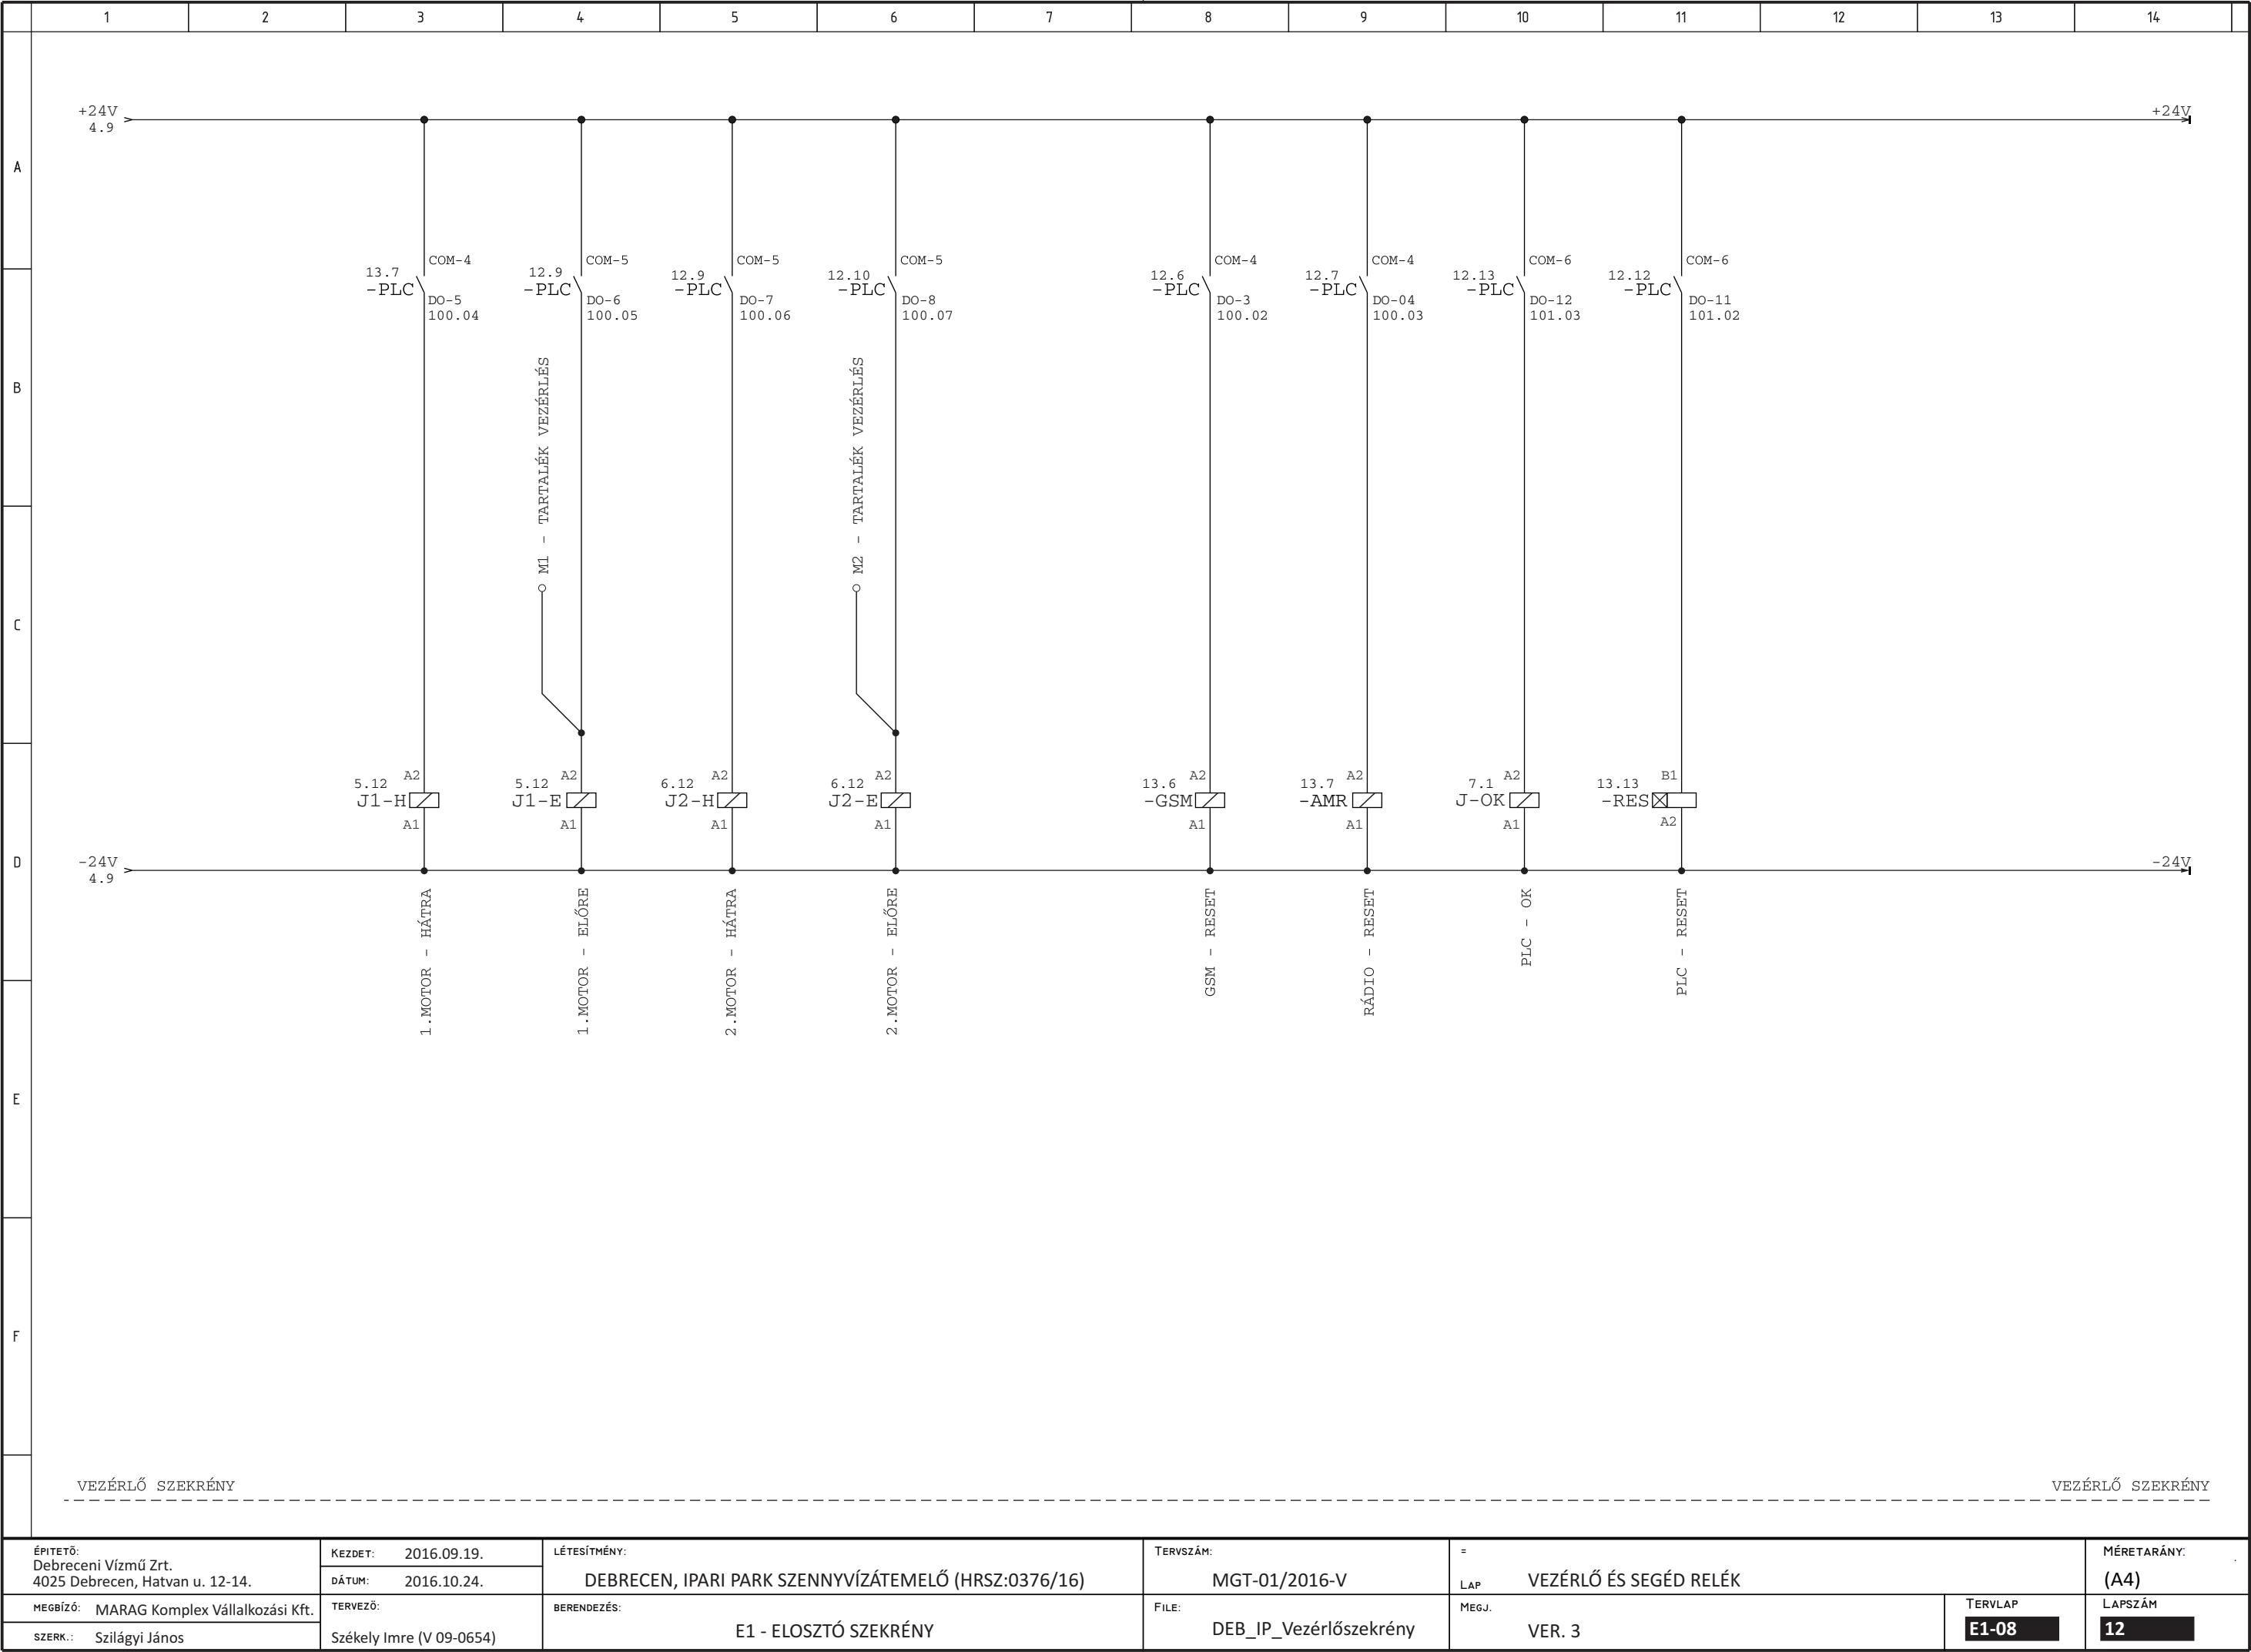 1 2 3 4 5 6 7 8 9 10 11 12 13 14
+24V
4.9
+24V
A
B
C
D
E
F
13.7
-PLC
COM-4
DO-5
100.04
12.9
-PLC
COM-5
DO-6
100.05
12.9
-PLC
COM-5
DO-7
100.06
12.10
-PLC
COM-5
DO-8
100.07
12.6
-PLC
COM-4
DO-3
100.02
12.7
-PLC
COM-4
DO-04
100.03
12.13
-PLC
COM-6
DO-12
101.03
12.12
-PLC
COM-6
DO-11
101.02
M1 - TARTALÉK VEZÉRLÉS
M2 - TARTALÉK VEZÉRLÉS
5.12
J1-H
A2
A1
5.12
J1-E
A2
A1
6.12
J2-H
A2
A1
6.12
J2-E
A2
A1
13.6
-GSM
A2
A1
13.7
-AMR
A2
A1
7.1
J-OK
A2
A1
13.13
-RES
B1
A2
-24V
4.9
-24V
1.MOTOR - HÁTRA
1.MOTOR - ELŐRE
2.MOTOR - HÁTRA
2.MOTOR - ELŐRE
GSM - RESET
RÁDIO - RESET
PLC - OK
PLC - RESET
VEZÉRLŐ SZEKRÉNY
VEZÉRLŐ SZEKRÉNY
ÉPITETŐ:
Debreceni Vízmű Zrt.
4025 Debrecen, Hatvan u. 12-14.
MEGBÍZÓ: MARAG Komplex Vállalkozási Kft.
SZERK.: Szilágyi János
KEZDET: 2016.09.19.
DÁTUM: 2016.10.24.
TERVEZÖ:
Székely Imre (V 09-0654)
LÉTESÍTMÉNY:
DEBRECEN, IPARI PARK SZENNYVÍZÁTEMELŐ (HRSZ:0376/16)
BERENDEZÉS:
E1 - ELOSZTÓ SZEKRÉNY
TERVSZÁM:
MGT-01/2016-V
FILE:
DEB_IP_Vezérlőszekrény
=
LAP VEZÉRLŐ ÉS SEGÉD RELÉK
MEGJ.
VER. 3
TERVLAP
E1-08
MÉRETARÁNY:
(A4)
LAPSZÁM
12